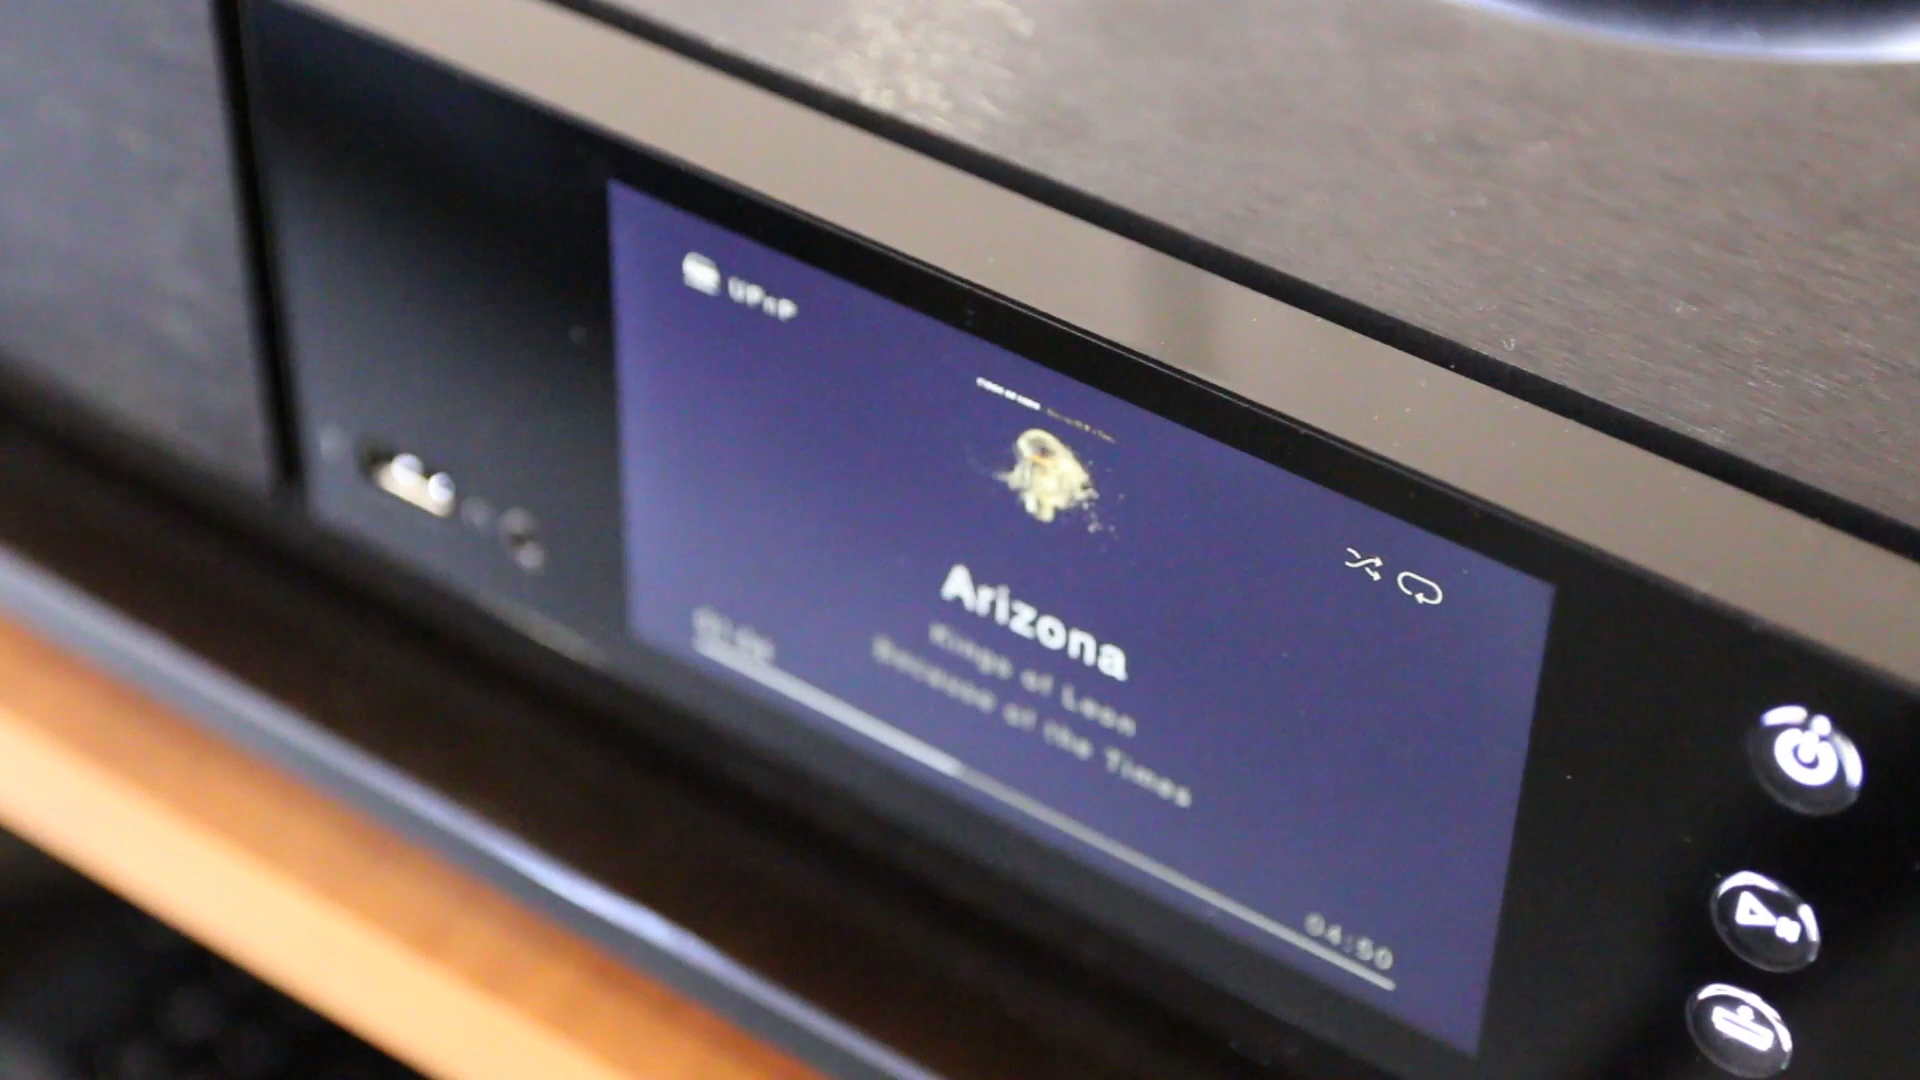 UPnP
Arizona
Kings of Leon
Because of the Times
04:50